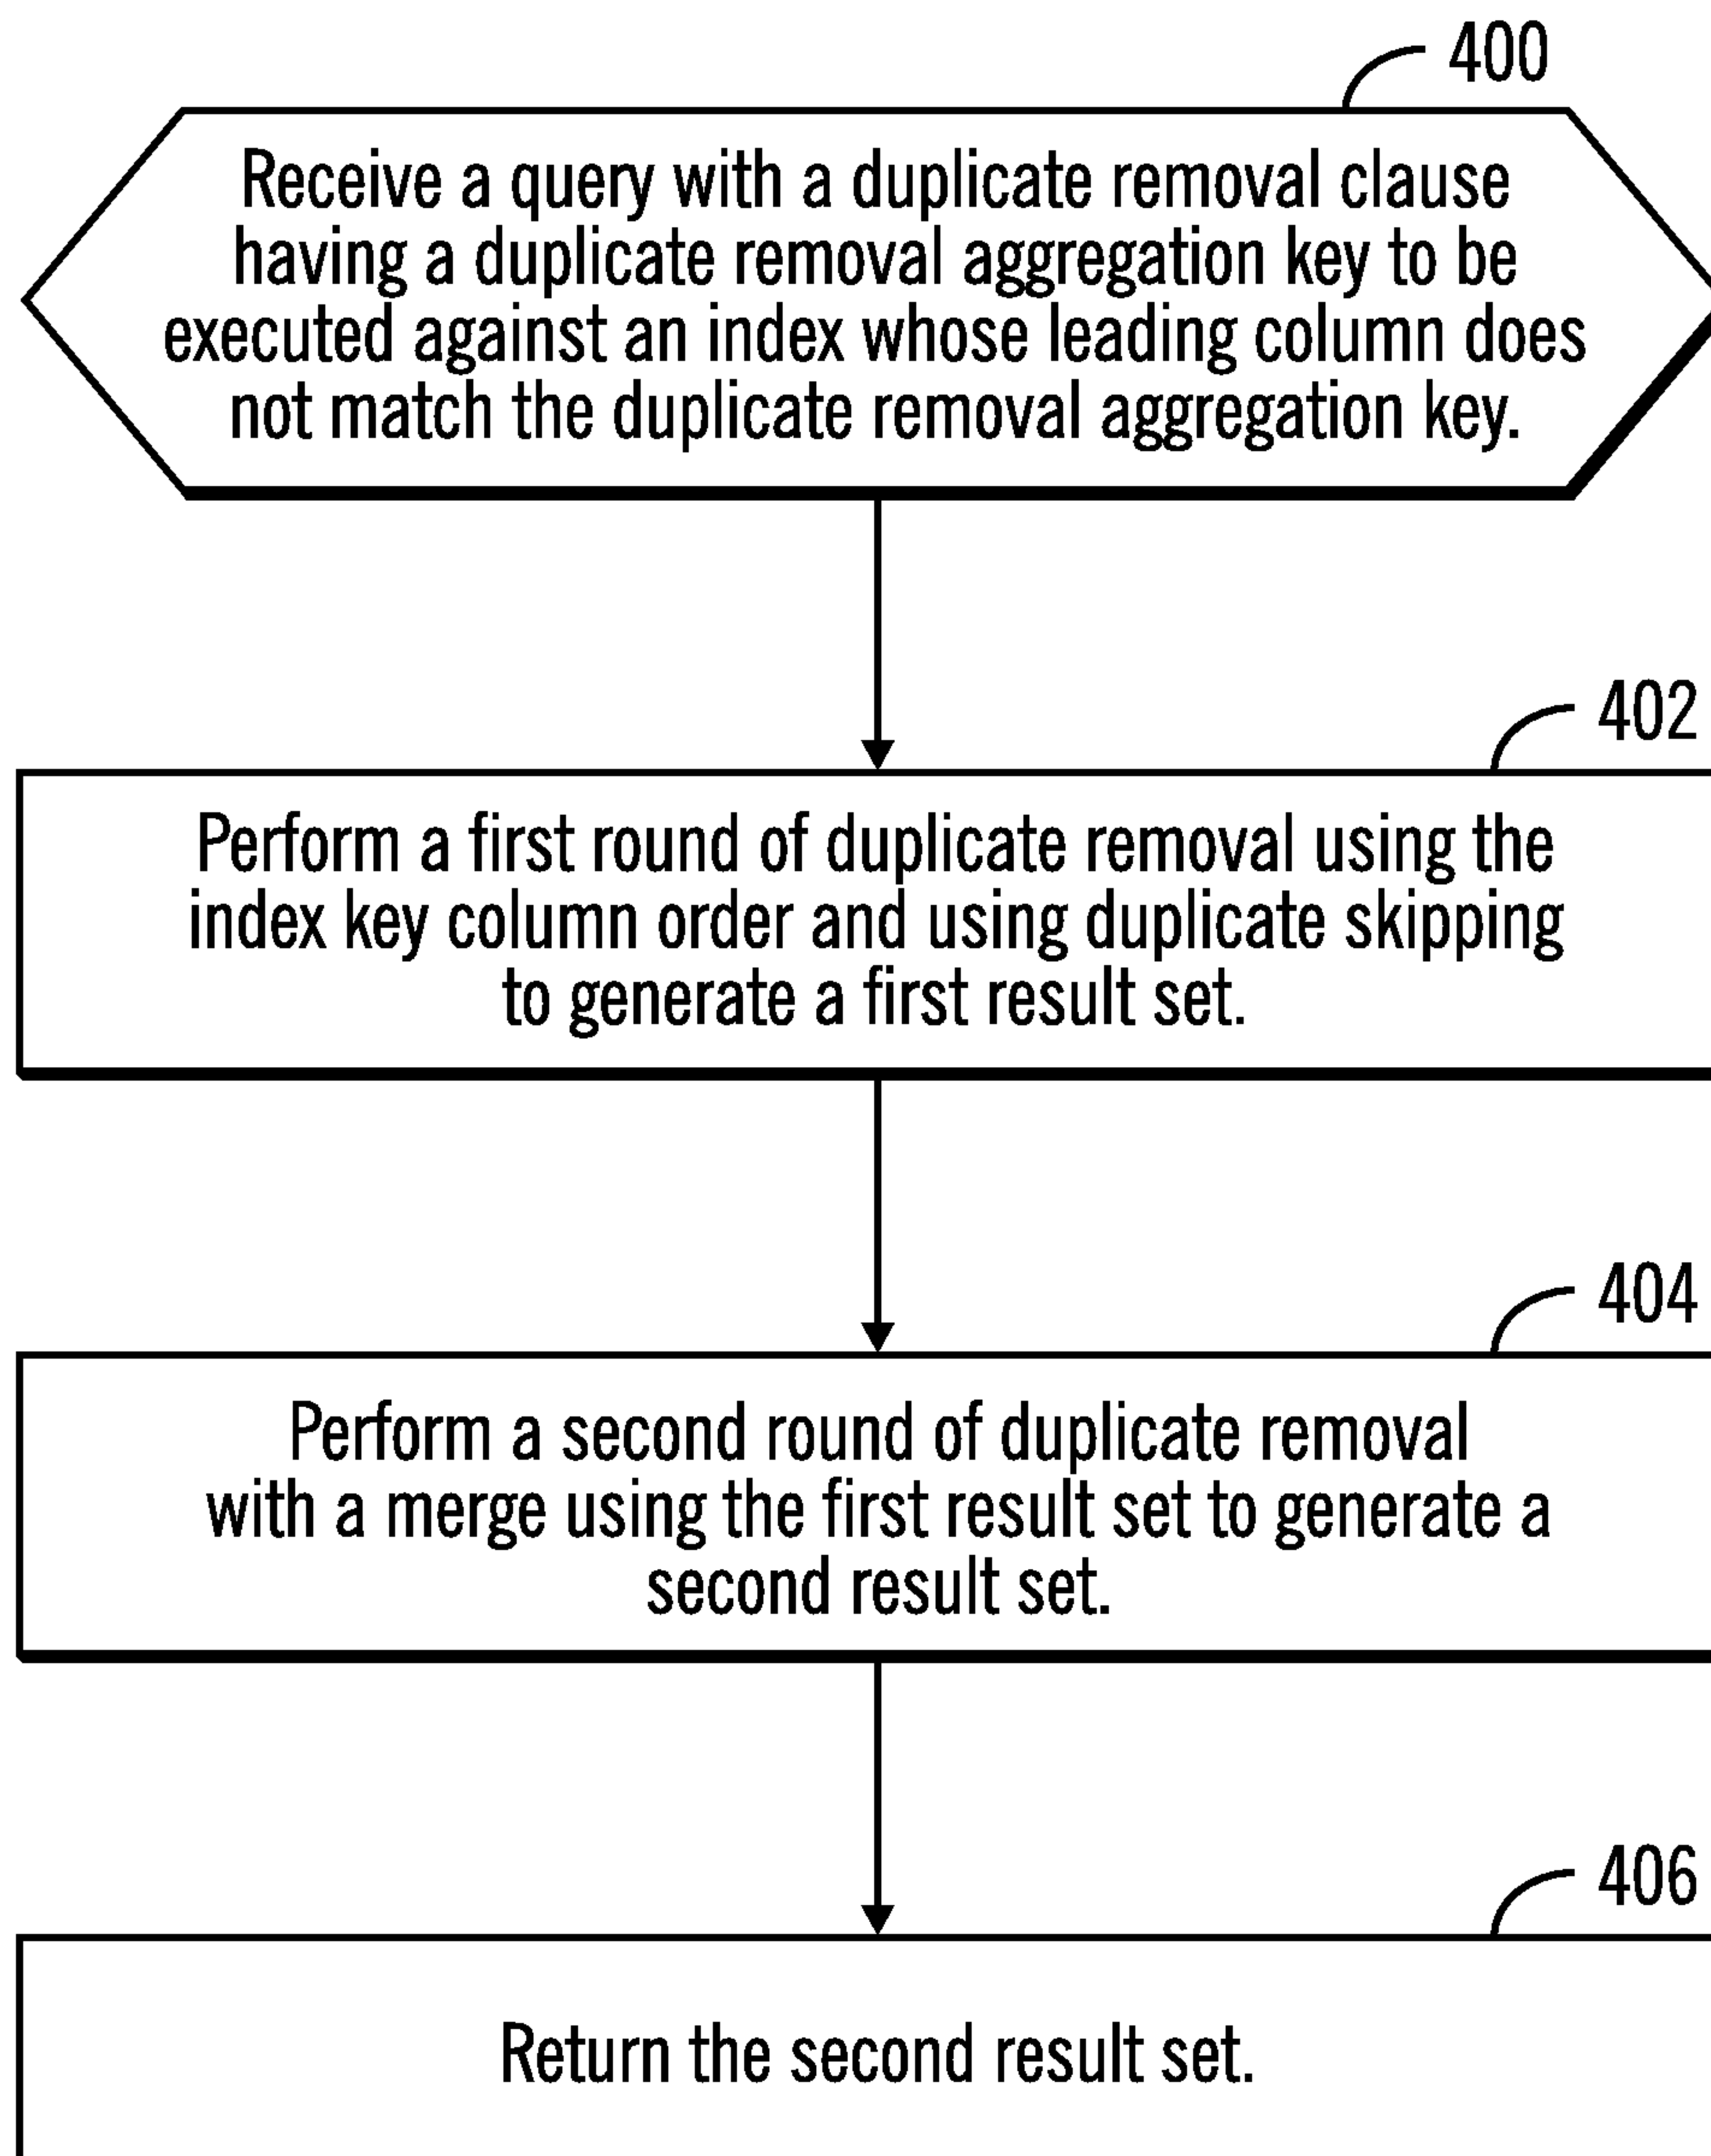 400
Receive a query with a duplicate removal clause
having a duplicate removal aggregation key to be
executed against an index whose leading column does
not match the duplicate removal aggregation key.
402
Perform a first round of duplicate removal using the
index key column order and using duplicate skipping
to generate a first result set.
404
Perform a second round of duplicate removal
with a merge using the first result set to generate a
second result set.
406
Return the second result set.